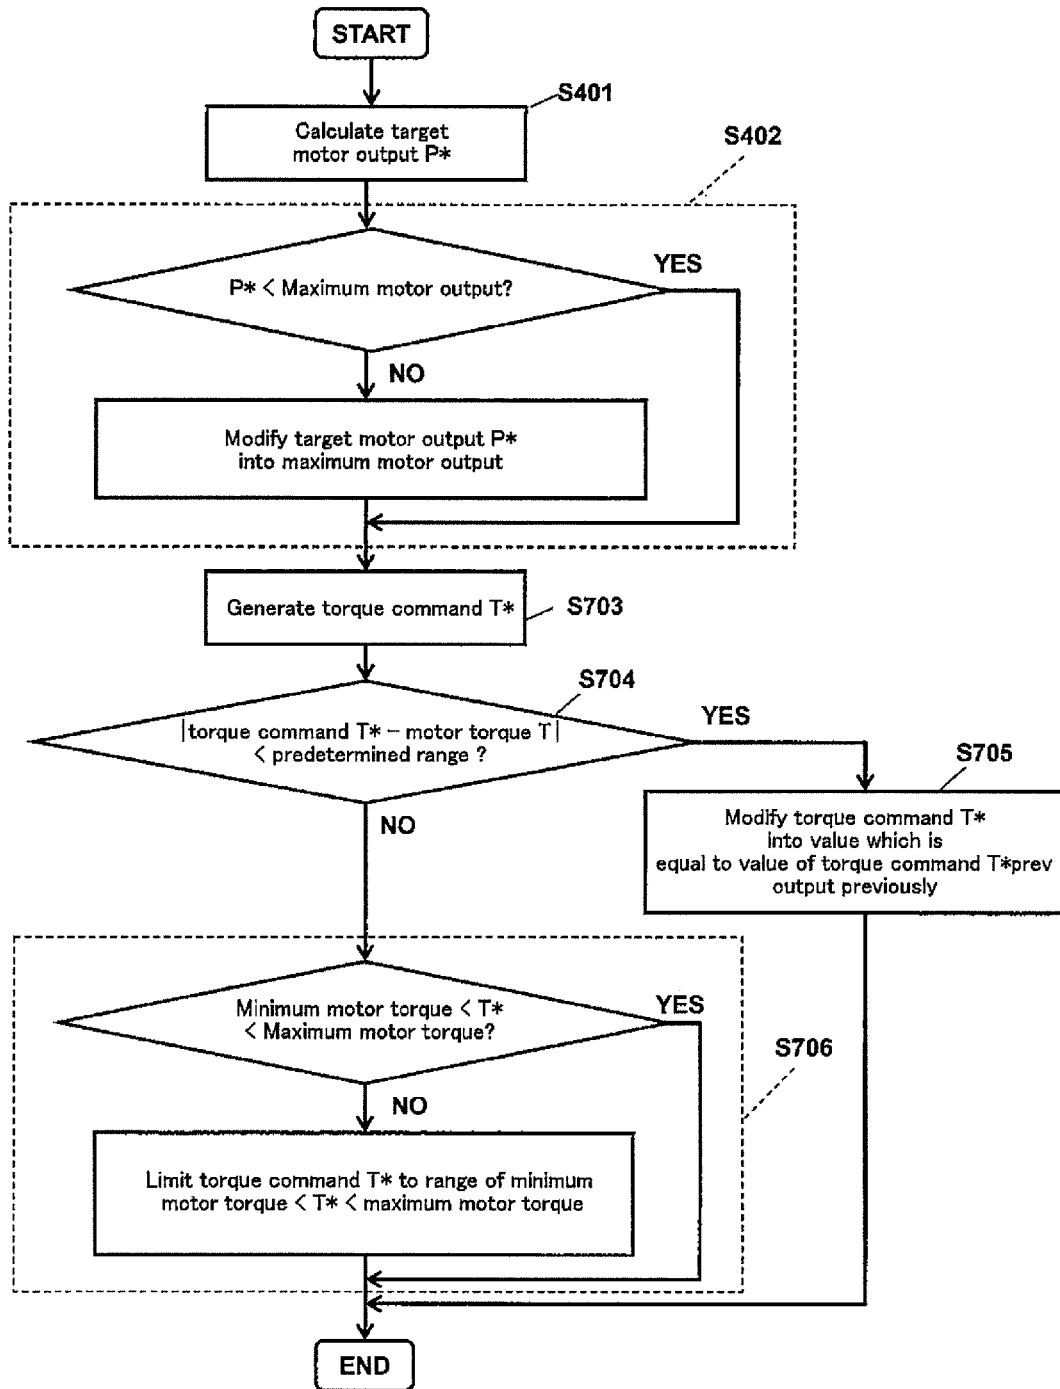 START
S401
Calculate target
motor output P*
S402
P* < Maximum motor output?
YES
NO
Modify target motor output P*
into maximum motor output
Generate torque command T*
S703
S704
|torque command T* − motor torque T|
< predetermined range ?
YES
NO
S705
Modify torque command T*
into value which is
equal to value of torque command T*prev
output previously
Minimum motor torque < T*
< Maximum motor torque?
YES
NO
S706
Limit torque command T* to range of minimum
motor torque < T* < maximum motor torque
END